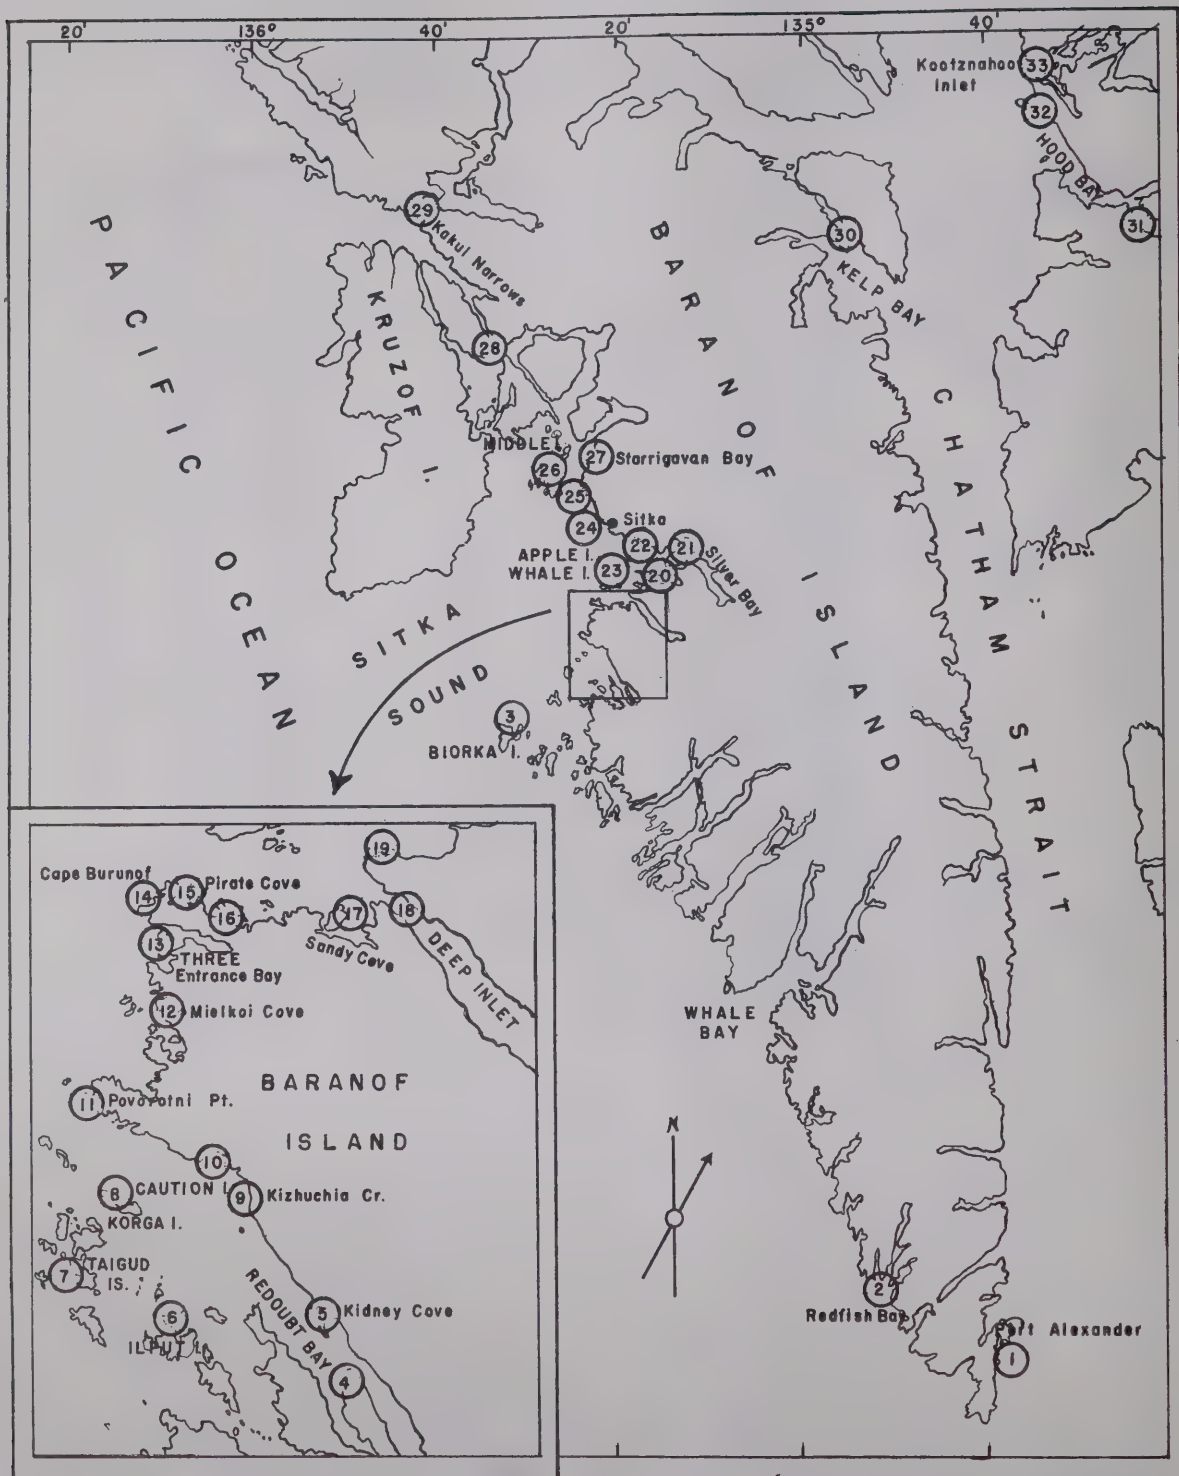 20' 136° 40' 20' 135° 40'
Kootznahoo
Inlet
33
32
HOOD BAY
31
29
Kakul Narrows
30
KELP BAY
PACIFIC OCEAN
KRUZOF I.
28
BARANOF ISLAND
CHATHAM STRAIT
MIDDLE I.
26
27
Starrigavan Bay
25
24
Sitka
APPLE I.
22
21
Silver Bay
WHALE I.
23
20
SITKA
SOUND
3
BIORKA I.
19
Cape Burunof
14
15
Pirate Cove
16
17
18
Sandy Cove
DEEP INLET
13
THREE
Entrance Bay
12
Mielkoi Cove
BARANOF
ISLAND
11
Povorotni Pt.
10
8
CAUTION I.
9
Kizhuchia Cr.
KORGA I.
7
TAIGUD
IS.
REDOUBT BAY
6
ILPUT I.
5
Kidney Cove
4
WHALE
BAY
N
2
Redfish Bay
Port Alexander
1
20' 135° 40'